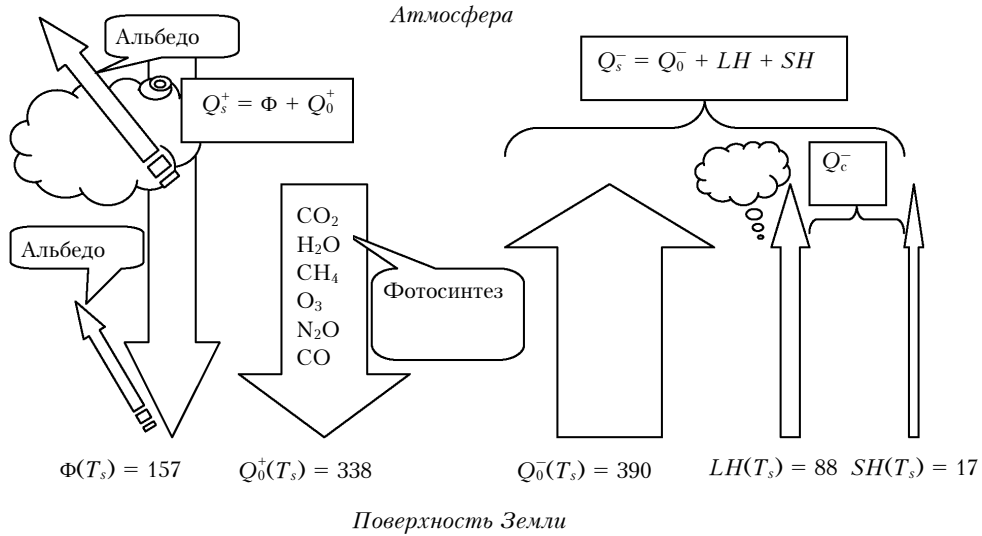 Атмосфера
Альбедо
Q_s^+ = Φ + Q_0^+
Q_s^- = Q_0^- + LH + SH
Q_c^-
Альбедо
CO₂
H₂O
CH₄
O₃
N₂O
CO
Фотосинтез
Φ(T_s) = 157
Q_0^+(T_s) = 338
Q_0^-(T_s) = 390
LH(T_s) = 88
SH(T_s) = 17
Поверхность Земли